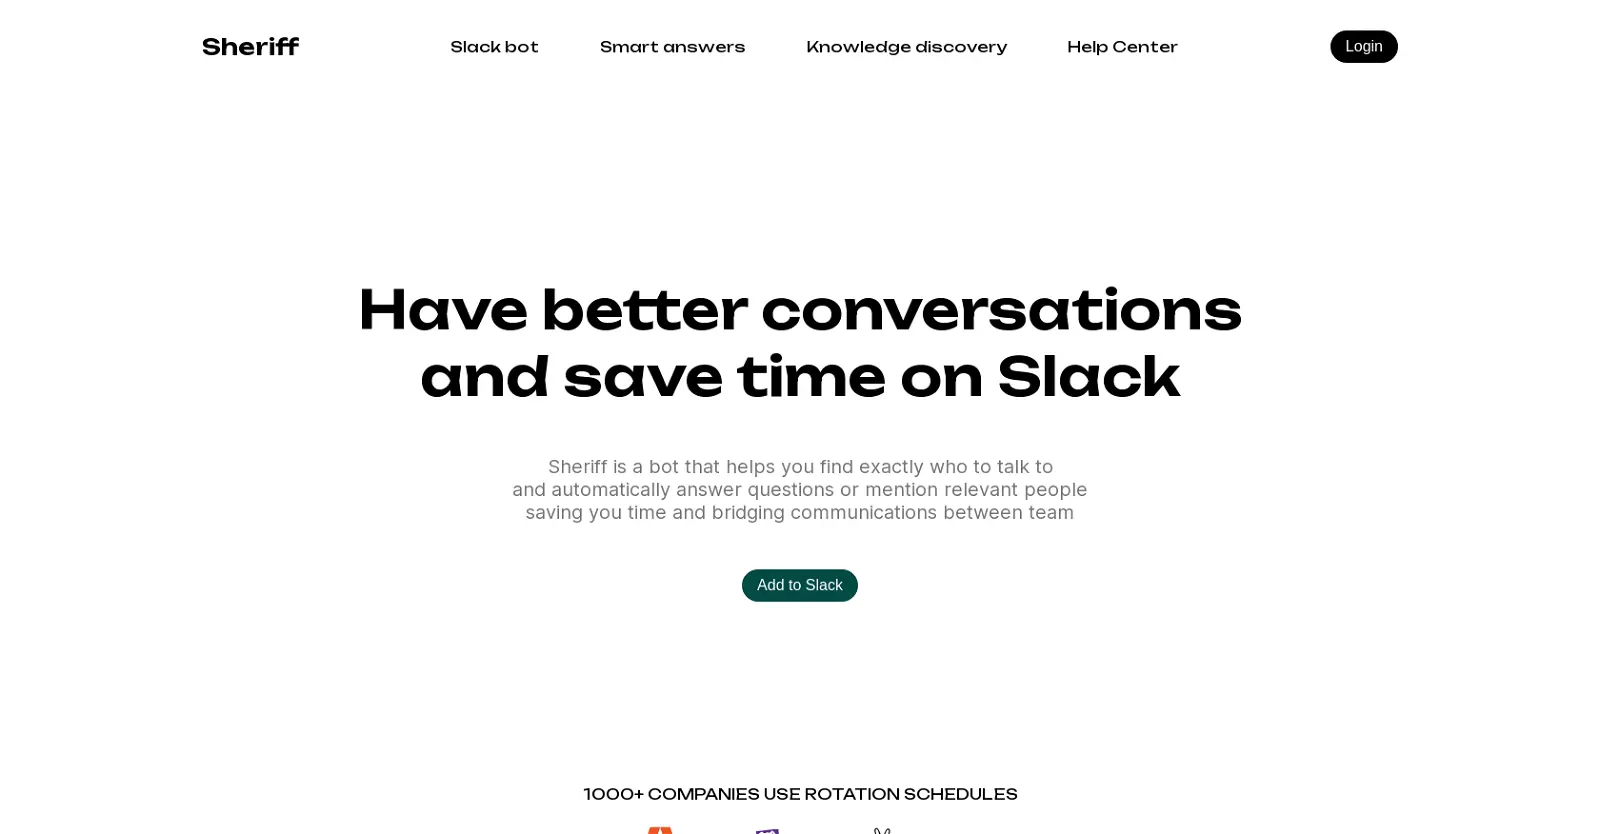 Sheriff
Slack bot
Smart answers
Knowledge discovery
Help Center
Login
Have better conversations
and save time on Slack
Sheriff is a bot that helps you find exactly who to talk to
and automatically answer questions or mention relevant people
saving you time and bridging communications between team
Add to Slack
1000+ COMPANIES USE ROTATION SCHEDULES